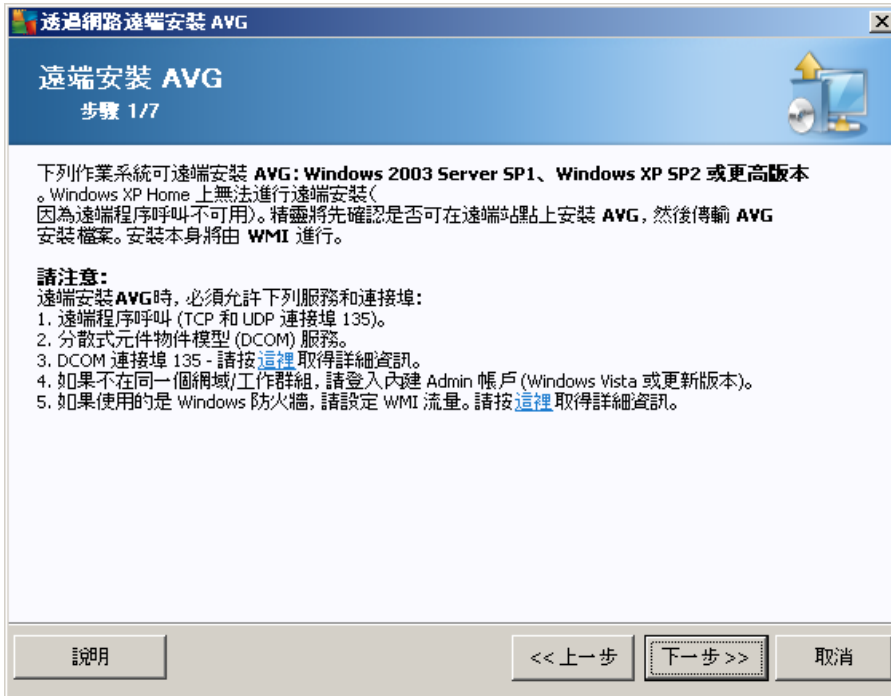 透過網路遠端安裝 AVG
遠端安裝 AVG
步驟 1/7
下列作業系統可遠端安裝 AVG: Windows 2003 Server SP1、Windows XP SP2 或更高版本
。Windows XP Home 上無法進行遠端安裝(
因為遠端程序呼叫不可用)。精靈將先確認是否可在遠端站點上安裝 AVG, 然後傳輸 AVG
安裝檔案。安裝本身將由 WMI 進行。
請注意:
遠端安裝AVG時, 必須允許下列服務和連接埠:
1. 遠端程序呼叫 (TCP 和 UDP 連接埠 135)。
2. 分散式元件物件模型 (DCOM) 服務。
3. DCOM 連接埠 135 - 請按這裡取得詳細資訊。
4. 如果不在同一個網域/工作群組, 請登入內建 Admin 帳戶 (Windows Vista 或更新版本)。
5. 如果使用的是 Windows 防火牆, 請設定 WMI 流量。請按這裡取得詳細資訊。
說明
<< 上一步
下一步 >>
取消